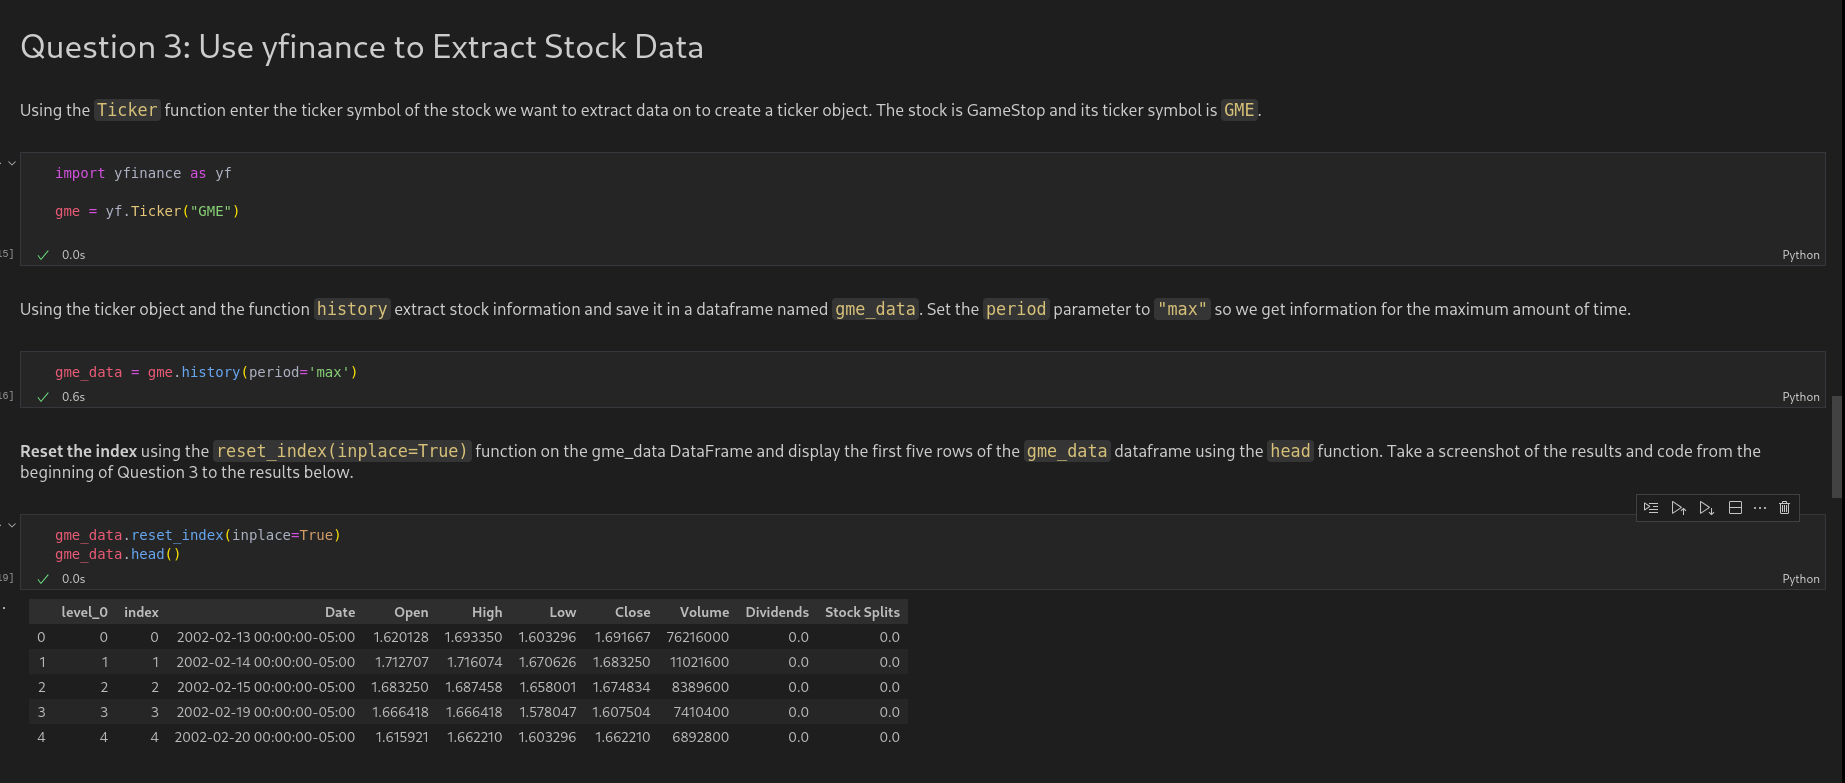 Question 3: Use yfinance to Extract Stock Data
Using the Ticker function enter the ticker symbol of the stock we want to extract data on to create a ticker object. The stock is GameStop and its ticker symbol is GME.
import yfinance as yf
gme = yf.Ticker("GME")
15] 0.0s Python
Using the ticker object and the function history extract stock information and save it in a dataframe named gme_data. Set the period parameter to "max" so we get information for the maximum amount of time.
gme_data = gme.history(period='max')
16] 0.6s Python
Reset the index using the reset_index(inplace=True) function on the gme_data DataFrame and display the first five rows of the gme_data dataframe using the head function. Take a screenshot of the results and code from the
beginning of Question 3 to the results below.
gme_data.reset_index(inplace=True)
gme_data.head()
19] 0.0s Python
level_0 index Date Open High Low Close Volume Dividends Stock Splits
0 0 0 2002-02-13 00:00:00-05:00 1.620128 1.693350 1.603296 1.691667 76216000 0.0 0.0
1 1 1 2002-02-14 00:00:00-05:00 1.712707 1.716074 1.670626 1.683250 11021600 0.0 0.0
2 2 2 2002-02-15 00:00:00-05:00 1.683250 1.687458 1.658001 1.674834 8389600 0.0 0.0
3 3 3 2002-02-19 00:00:00-05:00 1.666418 1.666418 1.578047 1.607504 7410400 0.0 0.0
4 4 4 2002-02-20 00:00:00-05:00 1.615921 1.662210 1.603296 1.662210 6892800 0.0 0.0